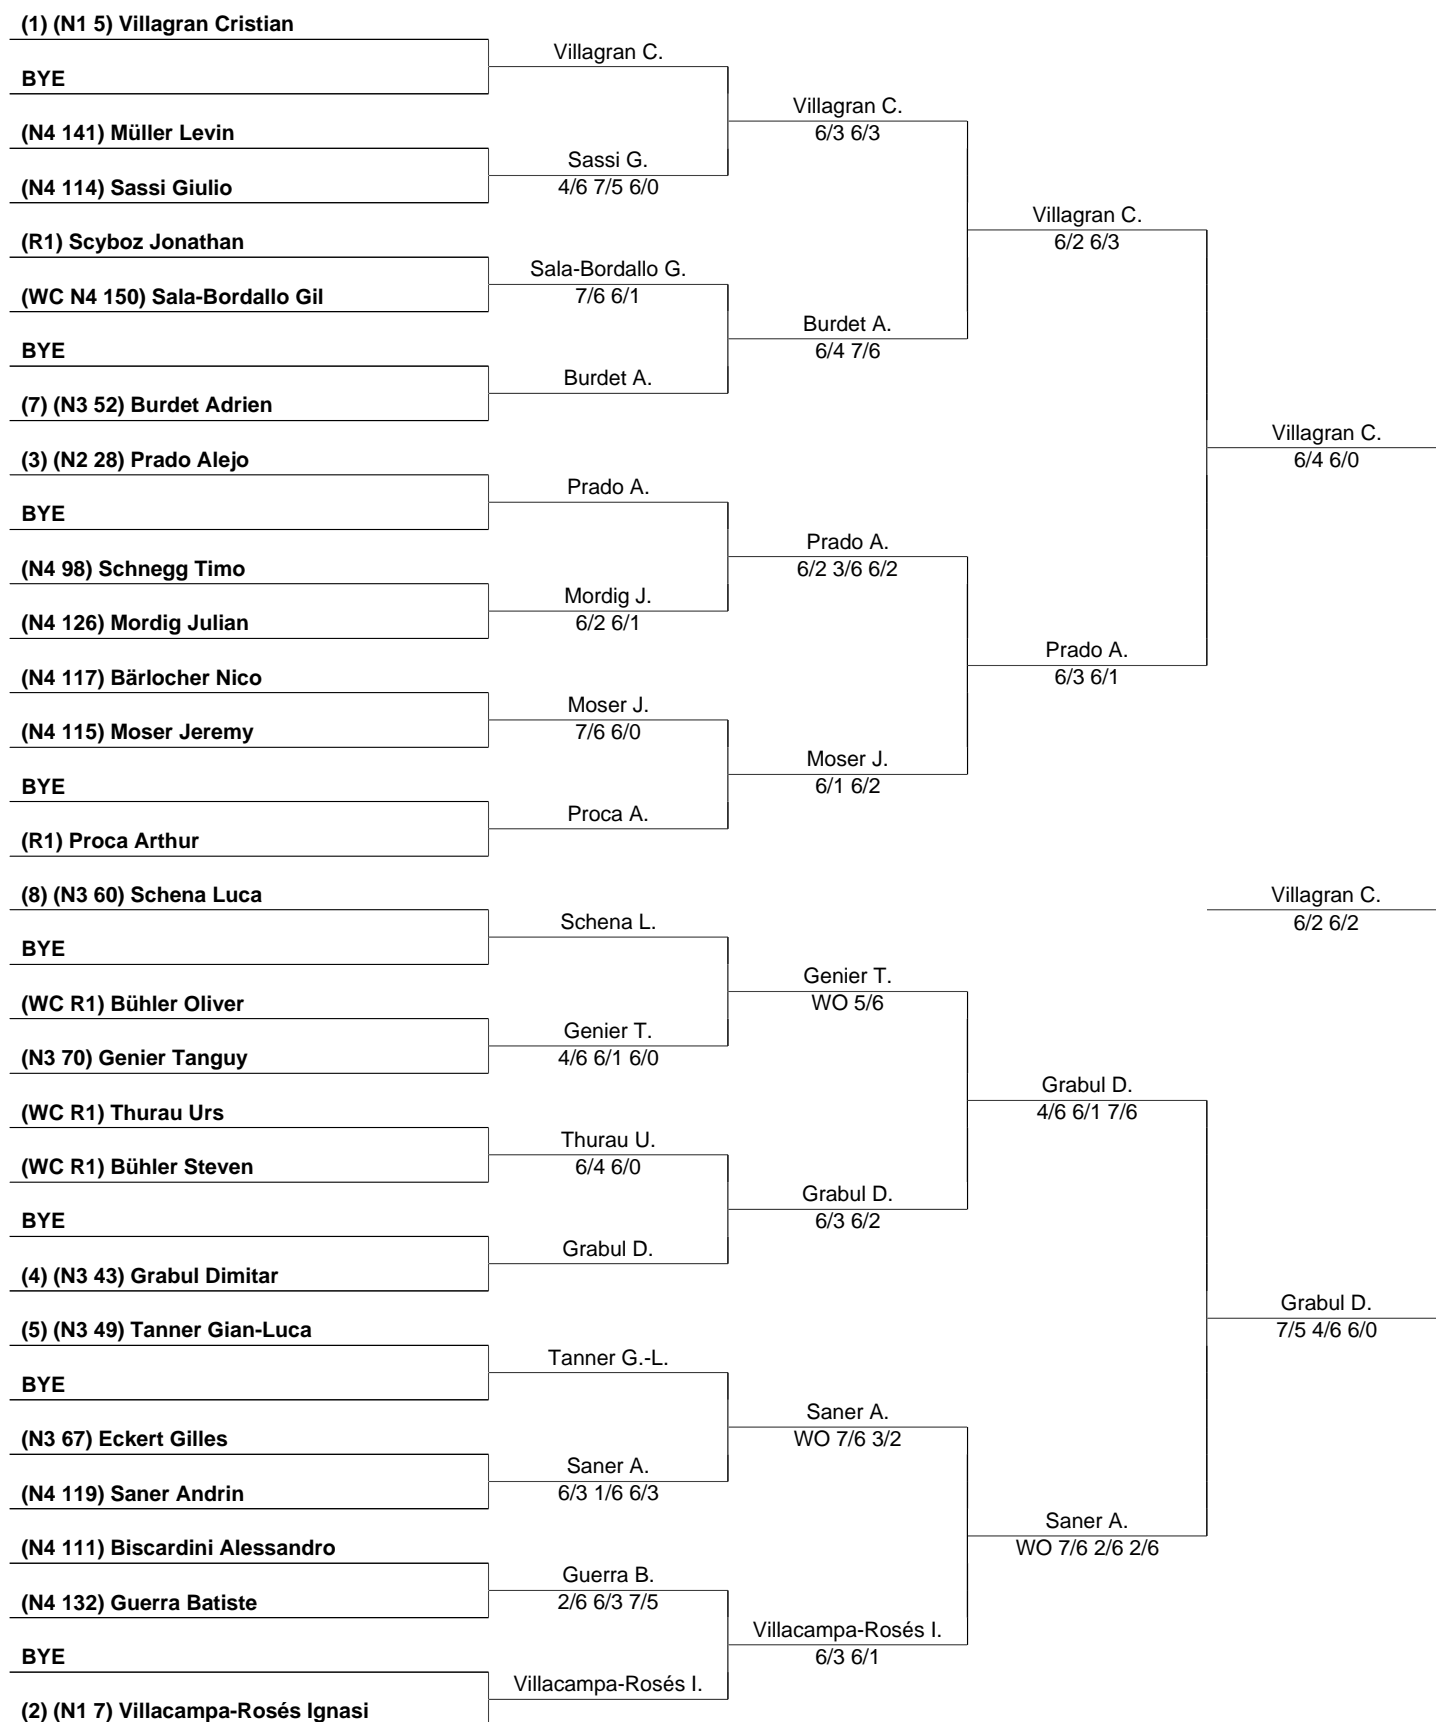 (1) (N1 5) Villagran Cristian
Villagran C.
BYE
Villagran C.
6/3 6/3
(N4 141) Müller Levin
Sassi G.
4/6 7/5 6/0
(N4 114) Sassi Giulio
Villagran C.
6/2 6/3
(R1) Scyboz Jonathan
Sala-Bordallo G.
7/6 6/1
(WC N4 150) Sala-Bordallo Gil
Burdet A.
6/4 7/6
BYE
Burdet A.
(7) (N3 52) Burdet Adrien
Villagran C.
6/4 6/0
(3) (N2 28) Prado Alejo
Prado A.
BYE
Prado A.
6/2 3/6 6/2
(N4 98) Schnegg Timo
Mordig J.
6/2 6/1
(N4 126) Mordig Julian
Prado A.
6/3 6/1
(N4 117) Bärlocher Nico
Moser J.
7/6 6/0
(N4 115) Moser Jeremy
Moser J.
6/1 6/2
BYE
Proca A.
(R1) Proca Arthur
(8) (N3 60) Schena Luca
Villagran C.
6/2 6/2
Schena L.
BYE
Genier T.
WO 5/6
(WC R1) Bühler Oliver
Genier T.
4/6 6/1 6/0
(N3 70) Genier Tanguy
Grabul D.
4/6 6/1 7/6
(WC R1) Thurau Urs
Thurau U.
6/4 6/0
(WC R1) Bühler Steven
Grabul D.
6/3 6/2
BYE
Grabul D.
(4) (N3 43) Grabul Dimitar
Grabul D.
7/5 4/6 6/0
(5) (N3 49) Tanner Gian-Luca
Tanner G.-L.
BYE
Saner A.
WO 7/6 3/2
(N3 67) Eckert Gilles
Saner A.
6/3 1/6 6/3
(N4 119) Saner Andrin
Saner A.
WO 7/6 2/6 2/6
(N4 111) Biscardini Alessandro
Guerra B.
2/6 6/3 7/5
(N4 132) Guerra Batiste
Villacampa-Rosés I.
6/3 6/1
BYE
Villacampa-Rosés I.
(2) (N1 7) Villacampa-Rosés Ignasi